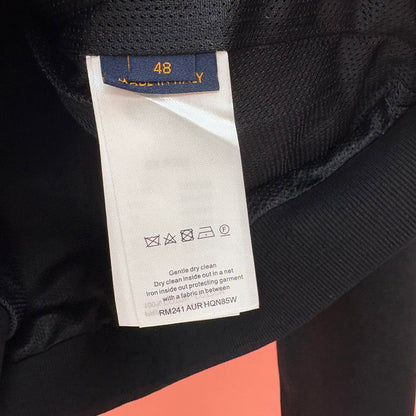 48
MADE IN ITALY
Gentle dry clean
Dry clean inside out in a net
Iron inside out protecting garment
with a fabric in between
RM241 AUR HQN85W